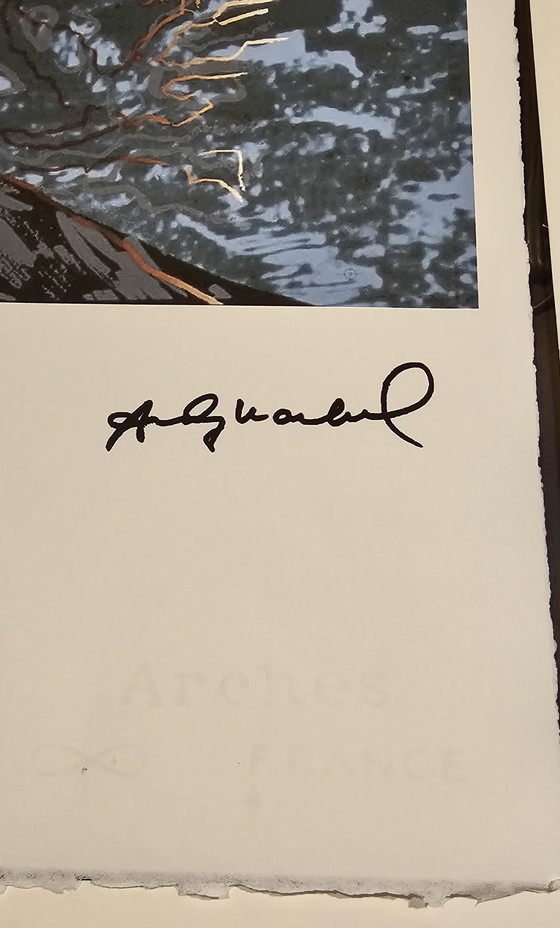 Andy Warhol
Arches
∞ FRANCE